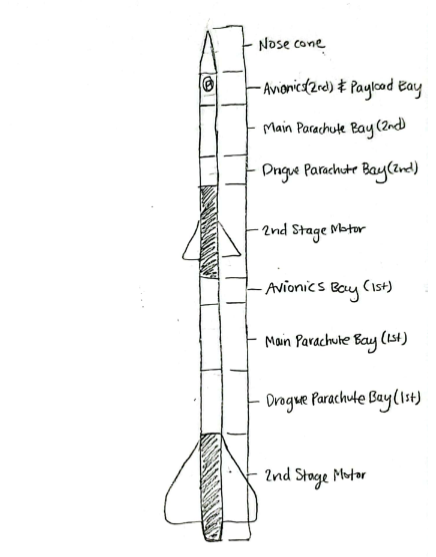 Nose cone
Avionics(2nd) & Payload Bay
Main Parachute Bay (2nd)
Drogue Parachute Bay (2nd)
2nd Stage Motor
Avionics Bay (1st)
Main Parachute Bay (1st)
Drogue Parachute Bay (1st)
2nd Stage Motor